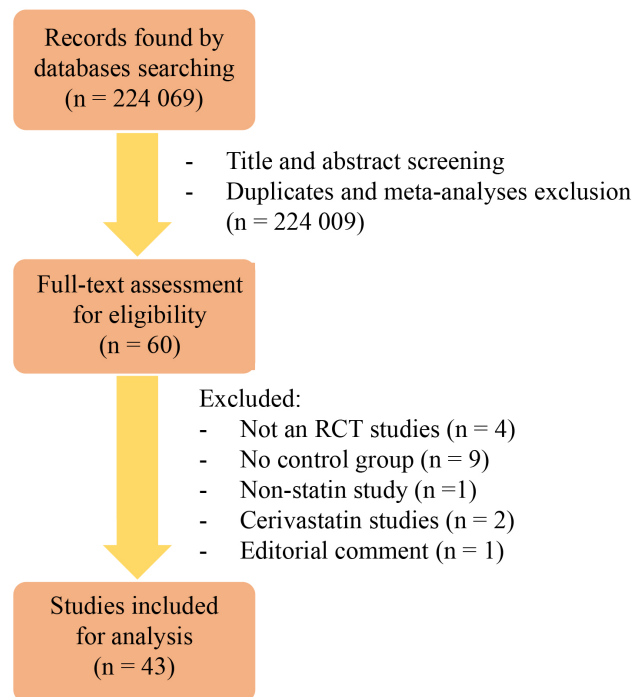 Records found by
databases searching
(n = 224 069)
- Title and abstract screening
- Duplicates and meta-analyses exclusion
(n = 224 009)
Full-text assessment
for eligibility
(n = 60)
Excluded:
- Not an RCT studies (n = 4)
- No control group (n = 9)
- Non-statin study (n =1)
- Cerivastatin studies (n = 2)
- Editorial comment (n = 1)
Studies included
for analysis
(n = 43)